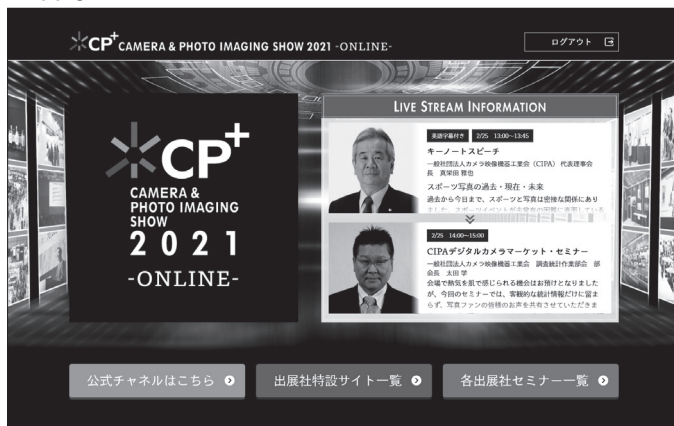 CP+ CAMERA & PHOTO IMAGING SHOW 2021 -ONLINE-
ログアウト
CP+
CAMERA &
PHOTO IMAGING
SHOW
2021
-ONLINE-
LIVE STREAM INFORMATION
英語字幕付き 2/25 13:00~13:45
キーノートスピーチ
一般社団法人カメラ映像機器工業会（CIPA）代表理事会
長 真栄田 雅也
スポーツ写真の過去・現在・未来
過去から今日まで、スポーツと写真は密接な関係にあり
2/25 14:00~15:00
CIPAデジタルカメラマーケット・セミナー
一般社団法人カメラ映像機器工業会 調査統計作業部会 部
会長 太田 学
会場で熱気を肌で感じられる機会はお預けとなりました
が、今回のセミナーでは、客観的な統計情報だけに留ま
らず、写真ファンの皆様のお声を共有させていただきま
公式チャネルはこちら
出展社特設サイト一覧
各出展社セミナー一覧